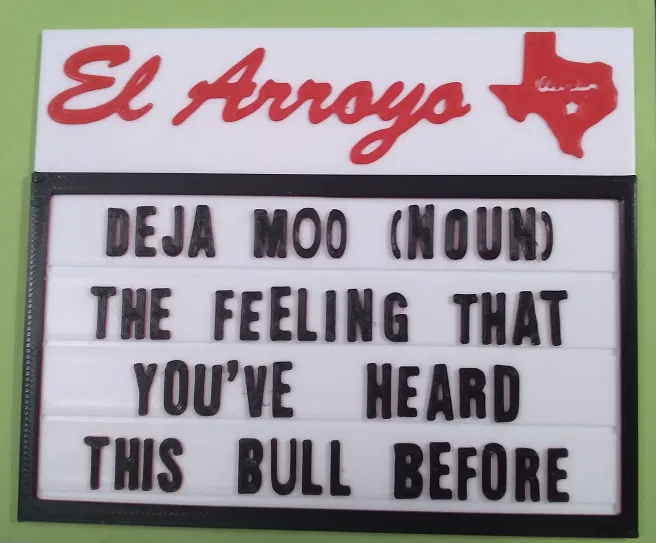 El Arroyo
DEJA MOO (NOUN)
THE FEELING THAT
YOU'VE HEARD
THIS BULL BEFORE